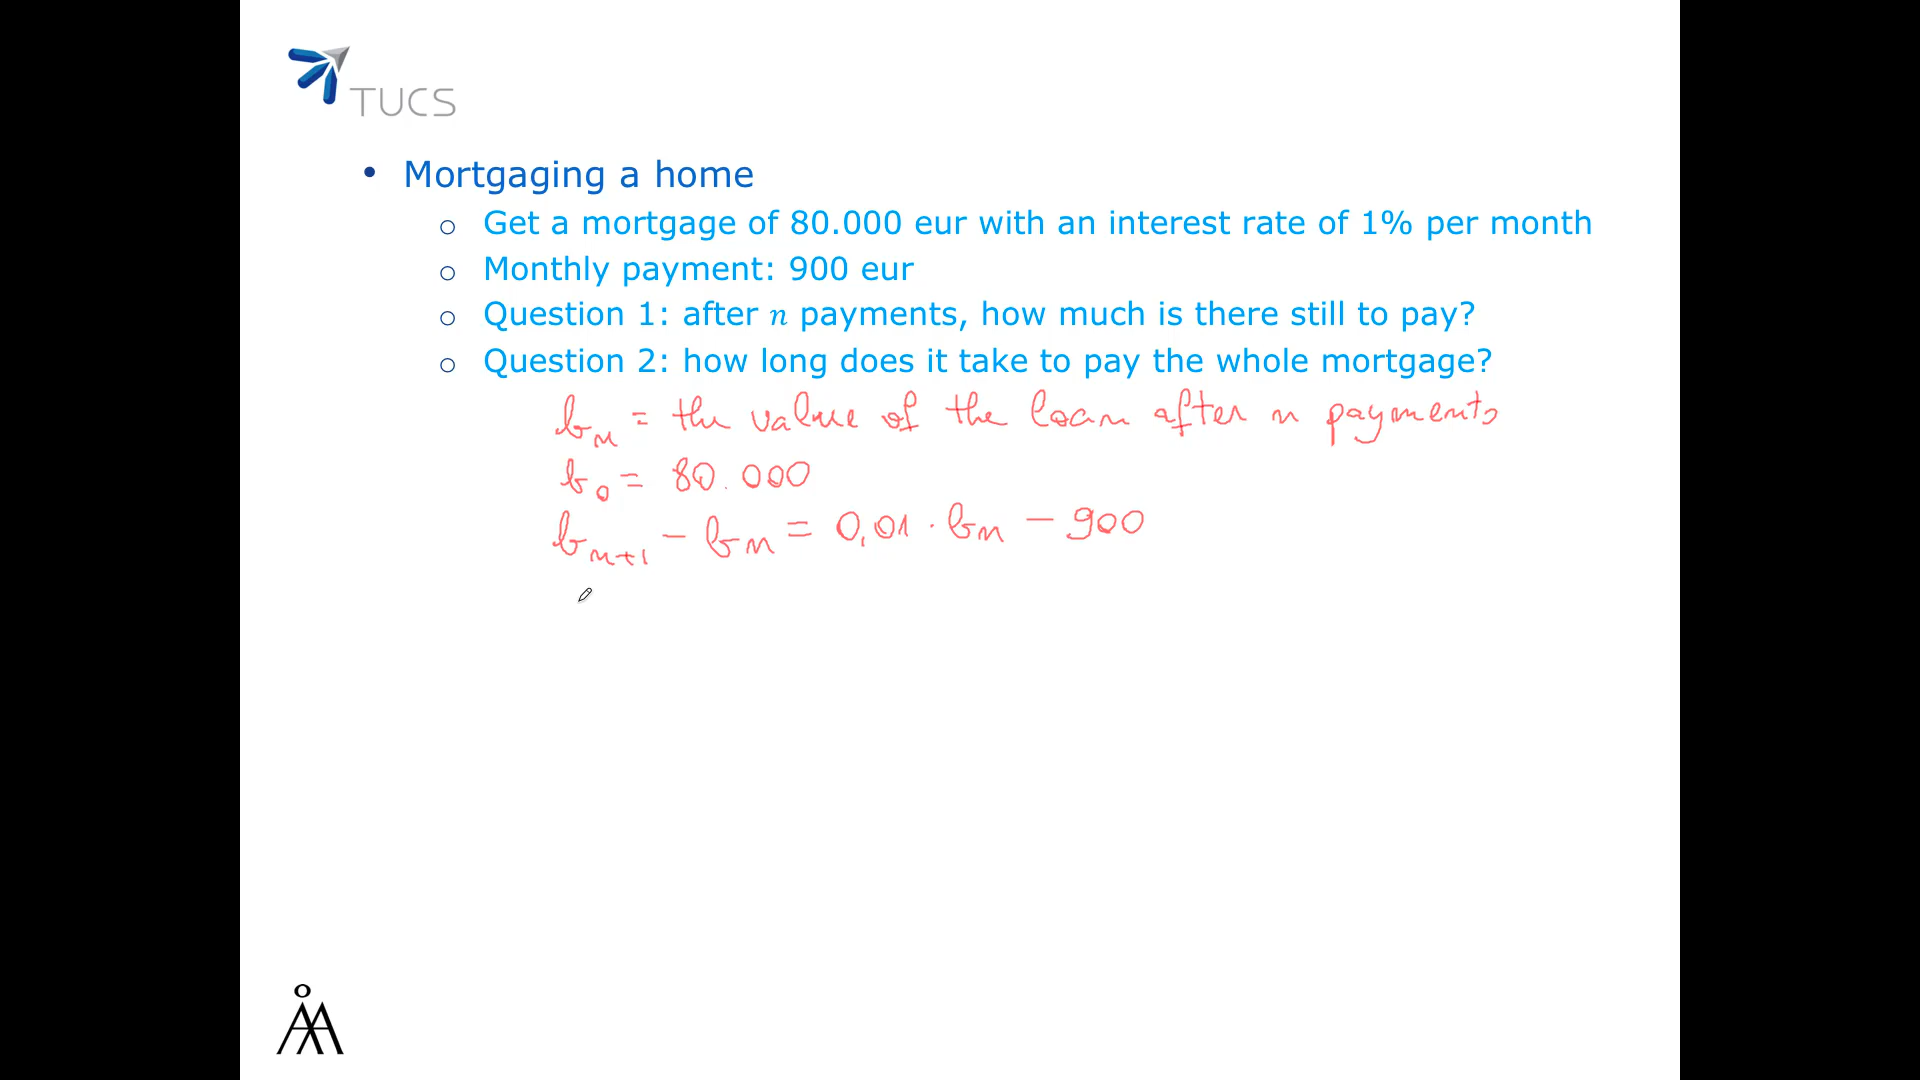 TUCS
• Mortgaging a home
o Get a mortgage of 80.000 eur with an interest rate of 1% per month
o Monthly payment: 900 eur
o Question 1: after n payments, how much is there still to pay?
o Question 2: how long does it take to pay the whole mortgage?
bₙ = the value of the loan after n payments
b₀ = 80.000
bₙ₊₁ - bₙ = 0,01 · bₙ - 900